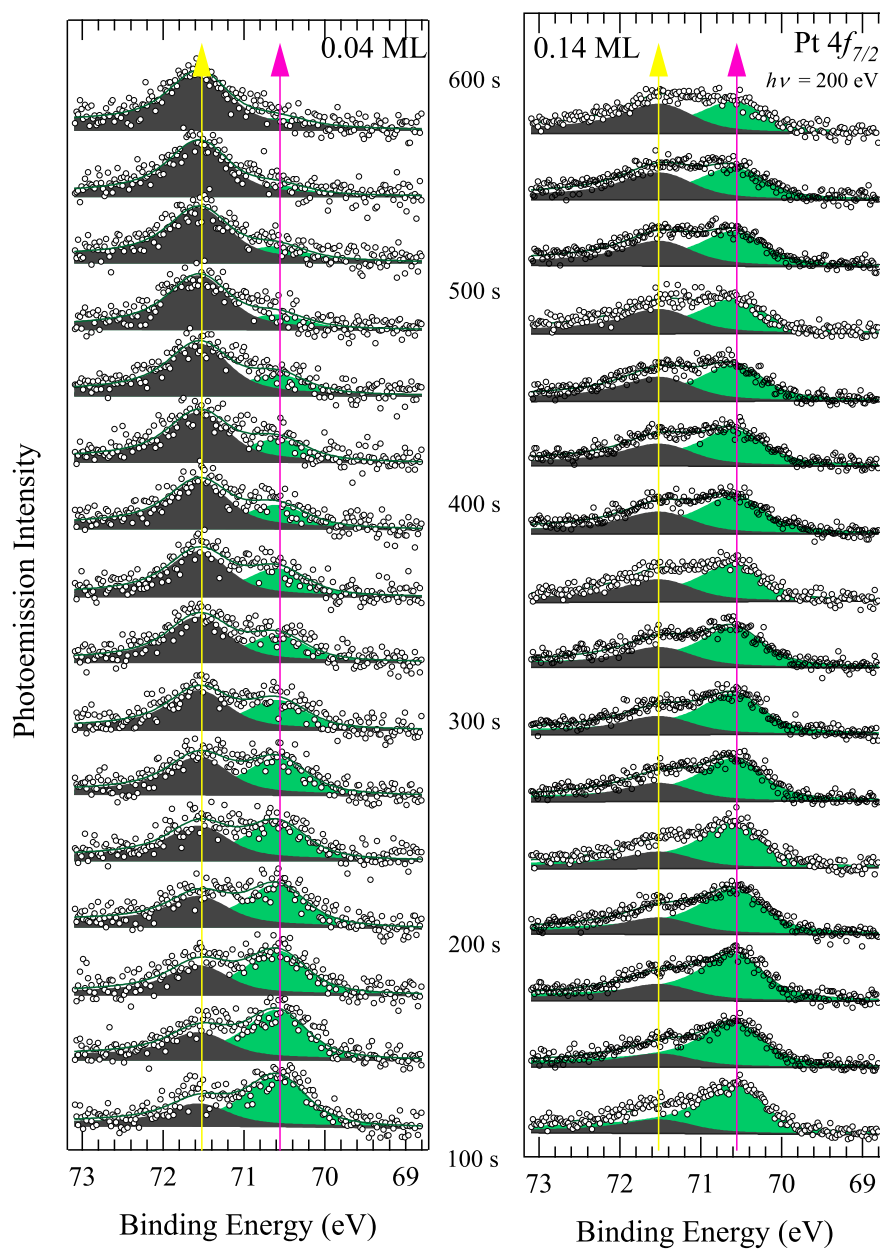 0.04 ML
0.14 ML
Pt 4f7/2
hν = 200 eV
600 s
500 s
400 s
300 s
200 s
100 s
Photoemission Intensity
73 72 71 70 69
73 72 71 70 69
Binding Energy (eV)
Binding Energy (eV)